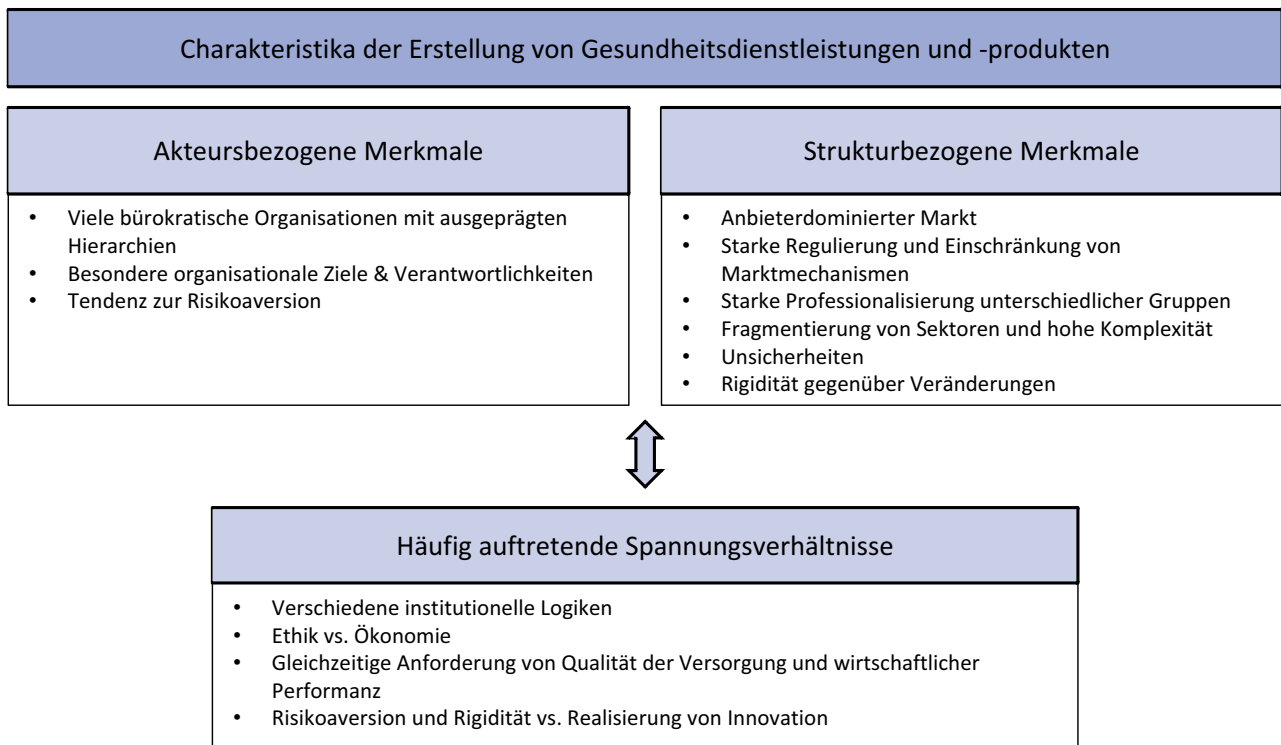 Charakteristika der Erstellung von Gesundheitsdienstleistungen und -produkten
Akteursbezogene Merkmale
• Viele bürokratische Organisationen mit ausgeprägten
Hierarchien
• Besondere organisationale Ziele & Verantwortlichkeiten
• Tendenz zur Risikoaversion
Strukturbezogene Merkmale
• Anbieterdominierter Markt
• Starke Regulierung und Einschränkung von
Marktmechanismen
• Starke Professionalisierung unterschiedlicher Gruppen
• Fragmentierung von Sektoren und hohe Komplexität
• Unsicherheiten
• Rigidität gegenüber Veränderungen
Häufig auftretende Spannungsverhältnisse
• Verschiedene institutionelle Logiken
• Ethik vs. Ökonomie
• Gleichzeitige Anforderung von Qualität der Versorgung und wirtschaftlicher
Performanz
• Risikoaversion und Rigidität vs. Realisierung von Innovation